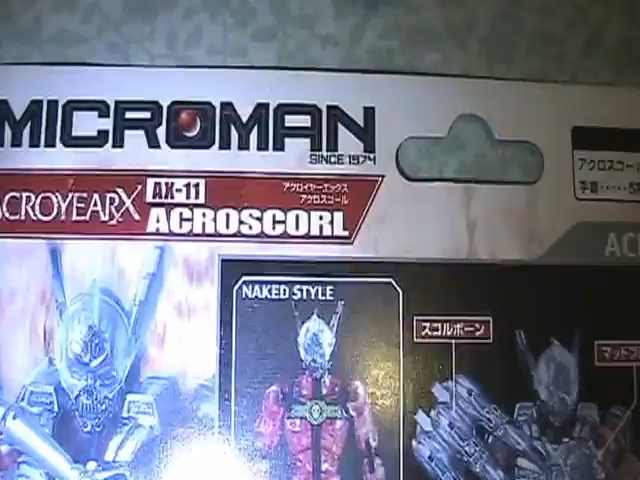 MICROMAN
SINCE 1974
ACROYEARX
AX-11
アクロイヤーエックス
アクロスコール
ACROSCORL
アクロスコー
手首
NAKED STYLE
スコルボーン
マッド